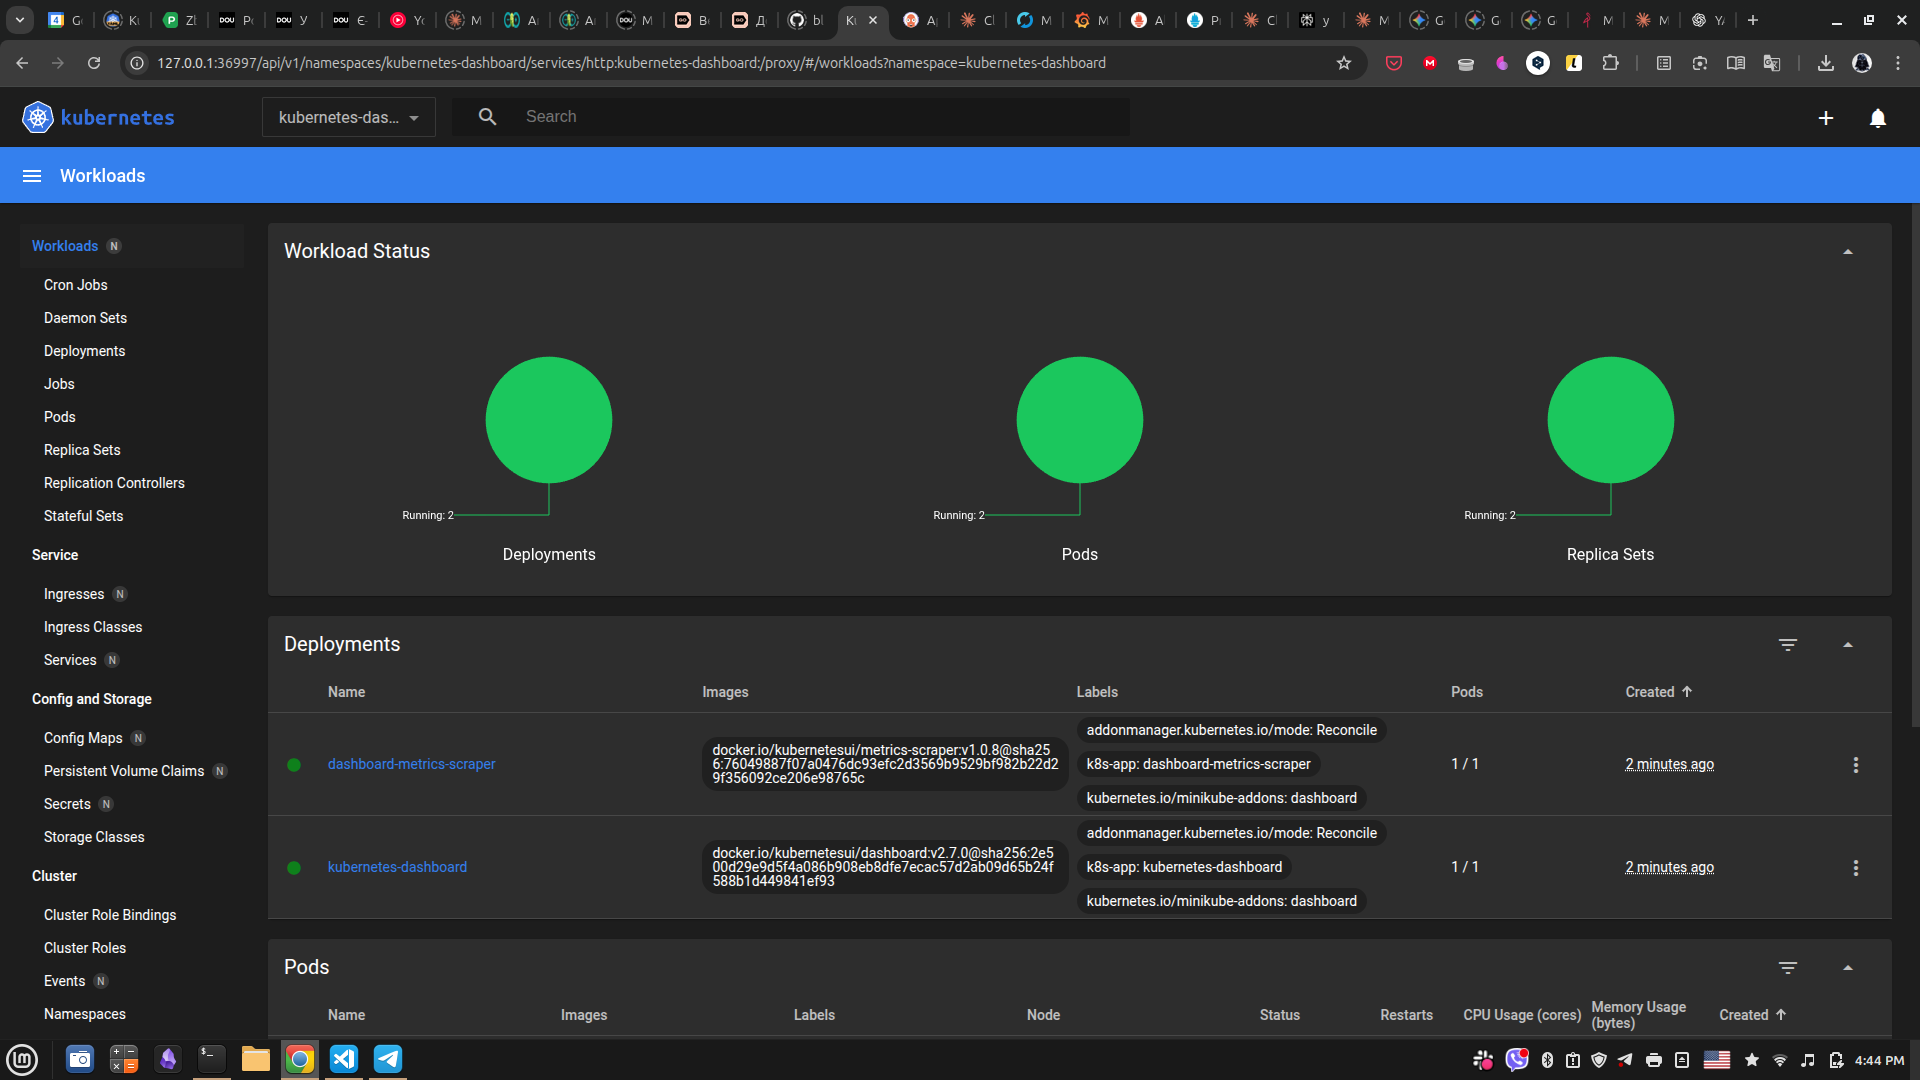 127.0.0.1:36997/api/v1/namespaces/kubernetes-dashboard/services/http:kubernetes-dashboard:/proxy/#/workloads?namespace=kubernetes-dashboard
kubernetes
kubernetes-das...
Search
Workloads
Workloads N
Cron Jobs
Daemon Sets
Deployments
Jobs
Pods
Replica Sets
Replication Controllers
Stateful Sets
Service
Ingresses N
Ingress Classes
Services N
Config and Storage
Config Maps N
Persistent Volume Claims N
Secrets N
Storage Classes
Cluster
Cluster Role Bindings
Cluster Roles
Events N
Namespaces
Workload Status
Running: 2
Deployments
Running: 2
Pods
Running: 2
Replica Sets
Deployments
Name Images Labels Pods Created
dashboard-metrics-scraper
docker.io/kubernetesui/metrics-scraper:v1.0.8@sha25
6:76049887f07a0476dc93efc2d3569b9529bf982b22d2
9f356092ce206e98765c
addonmanager.kubernetes.io/mode: Reconcile
k8s-app: dashboard-metrics-scraper
kubernetes.io/minikube-addons: dashboard
1 / 1
2 minutes ago
kubernetes-dashboard
docker.io/kubernetesui/dashboard:v2.7.0@sha256:2e5
00d29e9d5f4a086b908eb8dfe7ecac57d2ab09d65b24f
588b1d449841ef93
addonmanager.kubernetes.io/mode: Reconcile
k8s-app: kubernetes-dashboard
kubernetes.io/minikube-addons: dashboard
1 / 1
2 minutes ago
Pods
Name Images Labels Node Status Restarts CPU Usage (cores) Memory Usage
(bytes) Created
4:44 PM